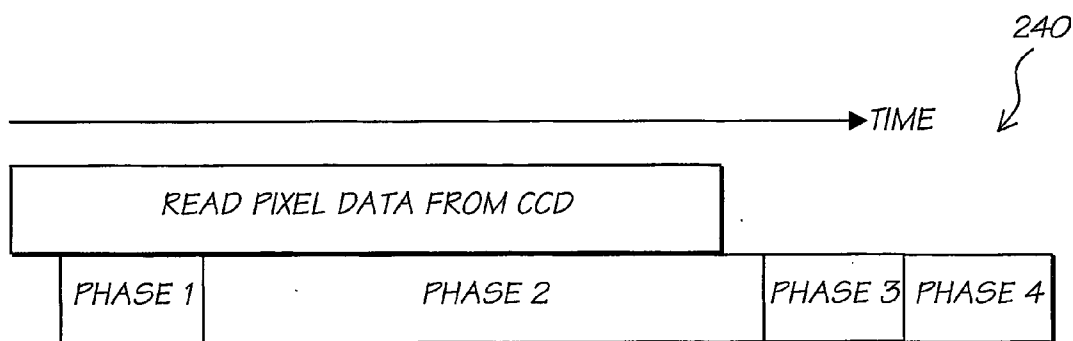 240
TIME
READ PIXEL DATA FROM CCD
PHASE 1 PHASE 2 PHASE 3 PHASE 4